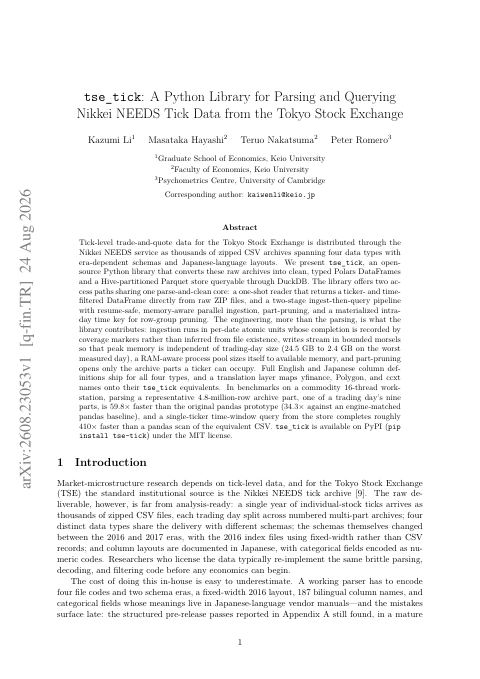 tse_tick: A Python Library for Parsing and Querying
Nikkei NEEDS Tick Data from the Tokyo Stock Exchange
Kazumi Li¹ Masataka Hayashi² Teruo Nakatsuma² Peter Romero³
¹Graduate School of Economics, Keio University
²Faculty of Economics, Keio University
³Psychometrics Centre, University of Cambridge
Corresponding author: kaiwenli@keio.jp
Abstract
Tick-level trade-and-quote data for the Tokyo Stock Exchange is distributed through the
Nikkei NEEDS service as thousands of zipped CSV archives spanning four data types with
era-dependent schemas and Japanese-language layouts. We present tse_tick, an open-
source Python library that converts these raw archives into clean, typed Polars DataFrames
and a Hive-partitioned Parquet store queryable through DuckDB. The library offers two ac-
cess paths sharing one parse-and-clean core: a one-shot reader that returns a ticker- and time-
filtered DataFrame directly from raw ZIP files, and a two-stage ingest-then-query pipeline
with resume-safe, memory-aware parallel ingestion, part-pruning, and a materialized intra-
day time key for row-group pruning. The engineering, more than the parsing, is what the
library contributes: ingestion runs in per-date atomic units whose completion is recorded by
coverage markers rather than inferred from file existence, writes stream in bounded morsels
so that peak memory is independent of trading-day size (24.5 GB to 2.4 GB on the worst
measured day), a RAM-aware process pool sizes itself to available memory, and part-pruning
opens only the archive parts a ticker can occupy. Full English and Japanese column def-
initions ship for all four types, and a translation layer maps yfinance, Polygon, and ccxt
names onto their tse_tick equivalents. In benchmarks on a commodity 16-thread work-
station, parsing a representative 4.8-million-row archive part, one of a trading day's nine
parts, is 59.8× faster than the original pandas prototype (34.3× against an engine-matched
pandas baseline), and a single-ticker time-window query from the store completes roughly
410× faster than a pandas scan of the equivalent CSV. tse_tick is available on PyPI (pip
install tse-tick) under the MIT license.
1 Introduction
Market-microstructure research depends on tick-level data, and for the Tokyo Stock Exchange
(TSE) the standard institutional source is the Nikkei NEEDS tick archive [9]. The raw de-
liverable, however, is far from analysis-ready: a single year of individual-stock ticks arrives as
thousands of zipped CSV files, each trading day split across numbered multi-part archives; four
distinct data types share the delivery with different schemas; the schemas themselves changed
between the 2016 and 2017 eras, with the 2016 index files using fixed-width rather than CSV
records; and column layouts are documented in Japanese, with categorical fields encoded as nu-
meric codes. Researchers who license the data typically re-implement the same brittle parsing,
decoding, and filtering code before any economics can begin.
The cost of doing this in-house is easy to underestimate. A working parser has to encode
four file codes and two schema eras, a fixed-width 2016 layout, 187 bilingual column names, and
categorical fields whose meanings live in Japanese-language vendor manuals—and the mistakes
surface late: the structured pre-release passes reported in Appendix A still found, in a mature
1
arXiv:2608.23053v1 [q-fin.TR] 24 Aug 2026